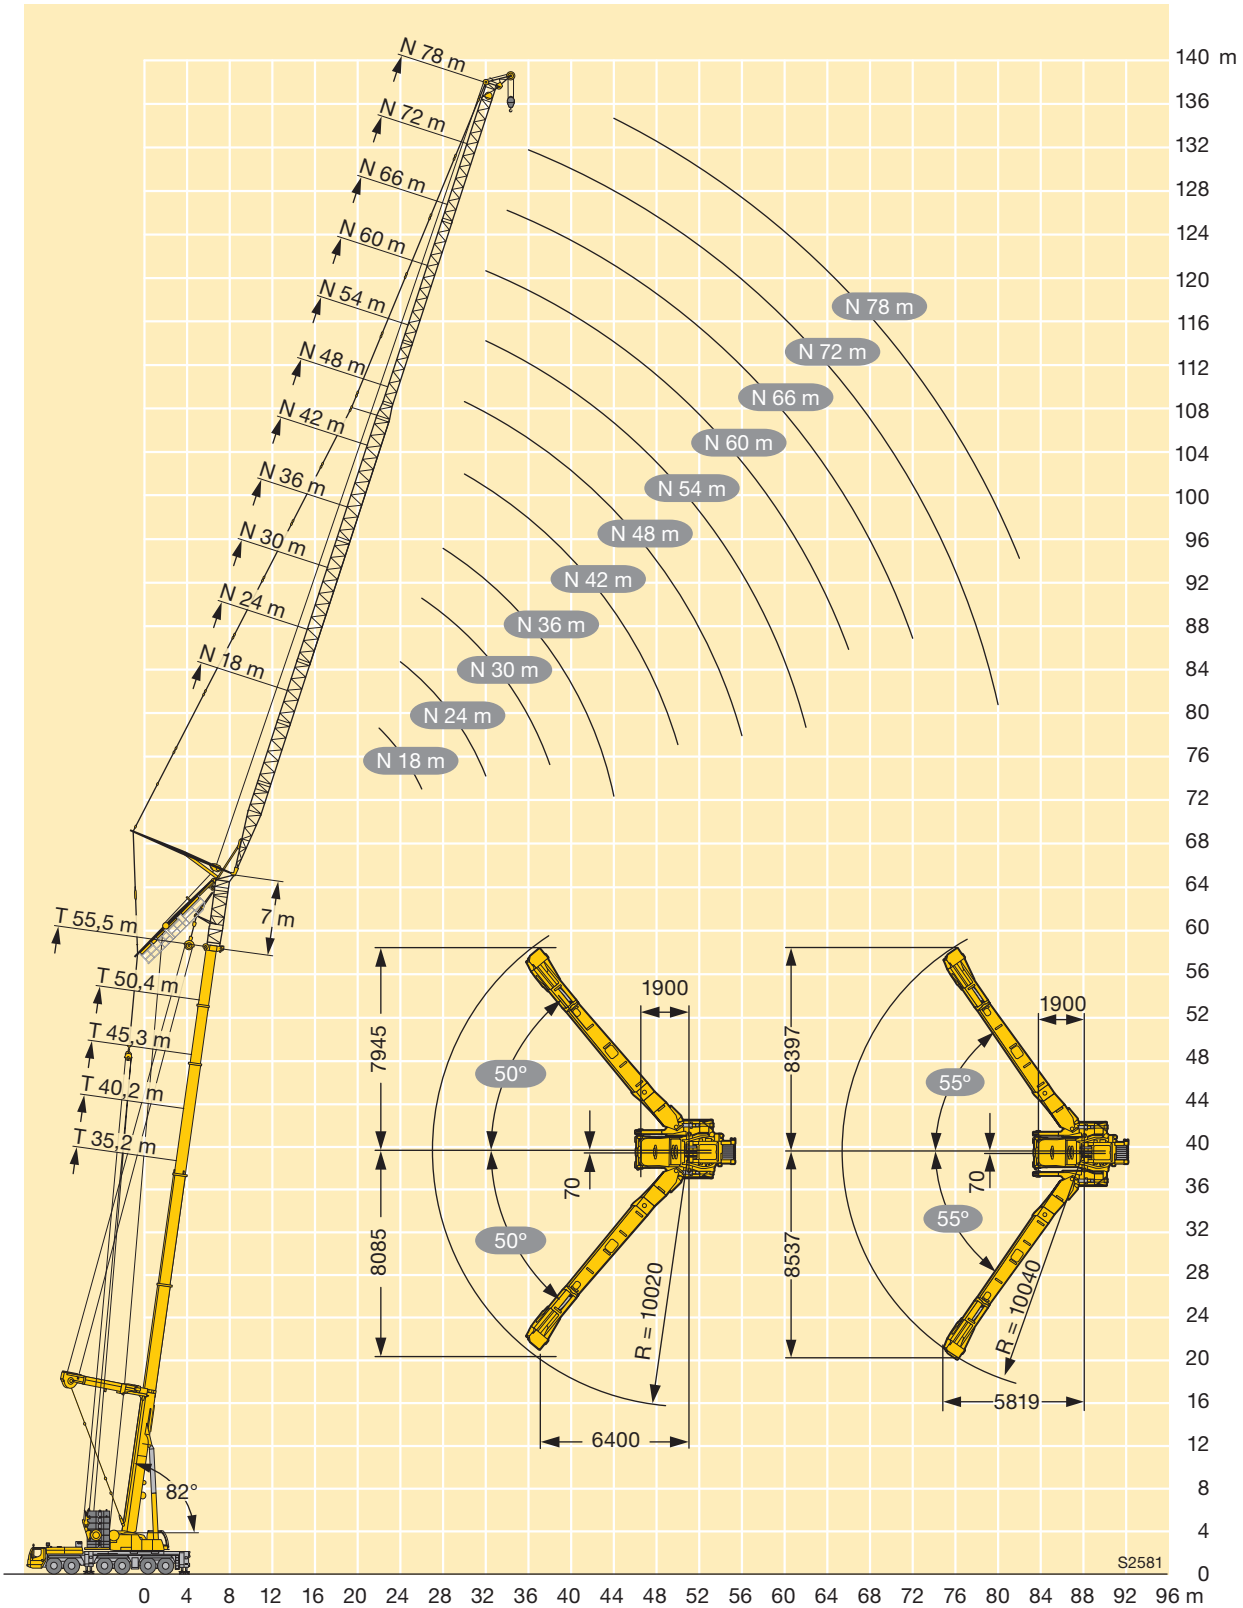 N 78 m
N 72 m
N 66 m
N 60 m
N 54 m
N 48 m
N 42 m
N 36 m
N 30 m
N 24 m
N 18 m
N 78 m
N 72 m
N 66 m
N 60 m
N 54 m
N 48 m
N 42 m
N 36 m
N 30 m
N 24 m
N 18 m
140 m
136
132
128
124
120
116
112
108
104
100
96
92
88
84
80
76
72
68
64
60
56
52
48
44
40
36
32
28
24
20
16
12
8
4
0
7 m
T 55,5 m
T 50,4 m
T 45,3 m
T 40,2 m
T 35,2 m
82°
1900
7945
50°
70
8085
50°
R = 10020
6400
1900
8397
55°
70
8537
55°
R = 10040
5819
S2581
0 4 8 12 16 20 24 28 32 36 40 44 48 52 56 60 64 68 72 76 80 84 88 92 96 m